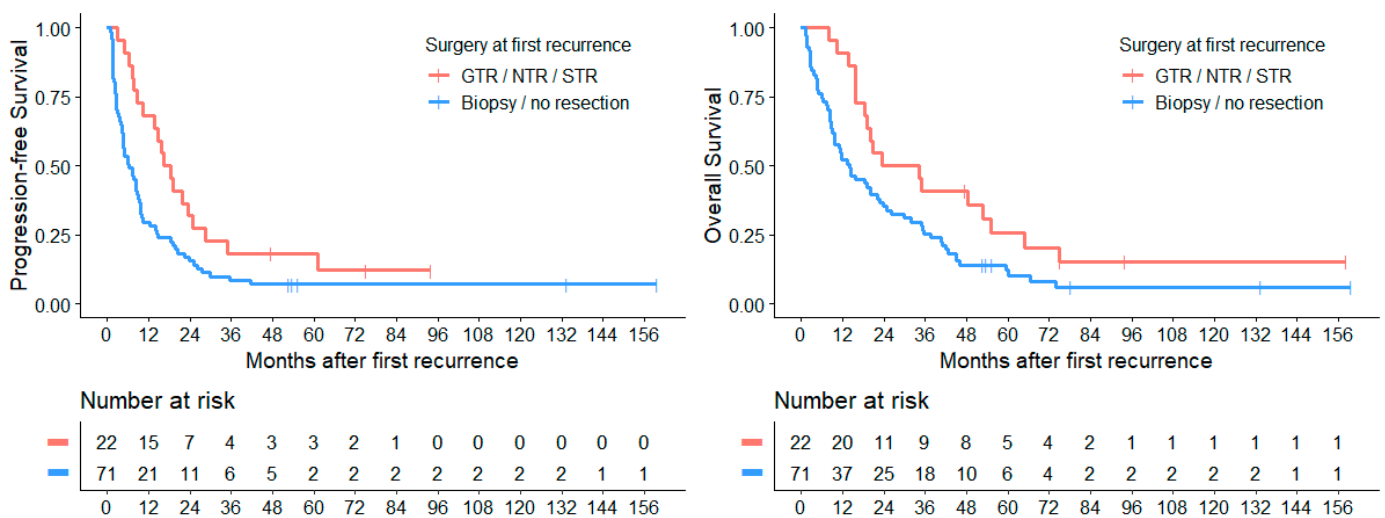 Progression-free Survival
1.00
0.75
0.50
0.25
0.00
Surgery at first recurrence
GTR / NTR / STR
Biopsy / no resection
0 12 24 36 48 60 72 84 96 108 120 132 144 156
Months after first recurrence
Number at risk
22 15 7 4 3 3 2 1 0 0 0 0 0 0
71 21 11 6 5 2 2 2 2 2 2 2 1 1
0 12 24 36 48 60 72 84 96 108 120 132 144 156
Overall Survival
1.00
0.75
0.50
0.25
0.00
Surgery at first recurrence
GTR / NTR / STR
Biopsy / no resection
0 12 24 36 48 60 72 84 96 108 120 132 144 156
Months after first recurrence
Number at risk
22 20 11 9 8 5 4 2 1 1 1 1 1 1
71 37 25 18 10 6 4 2 2 2 2 2 1 1
0 12 24 36 48 60 72 84 96 108 120 132 144 156